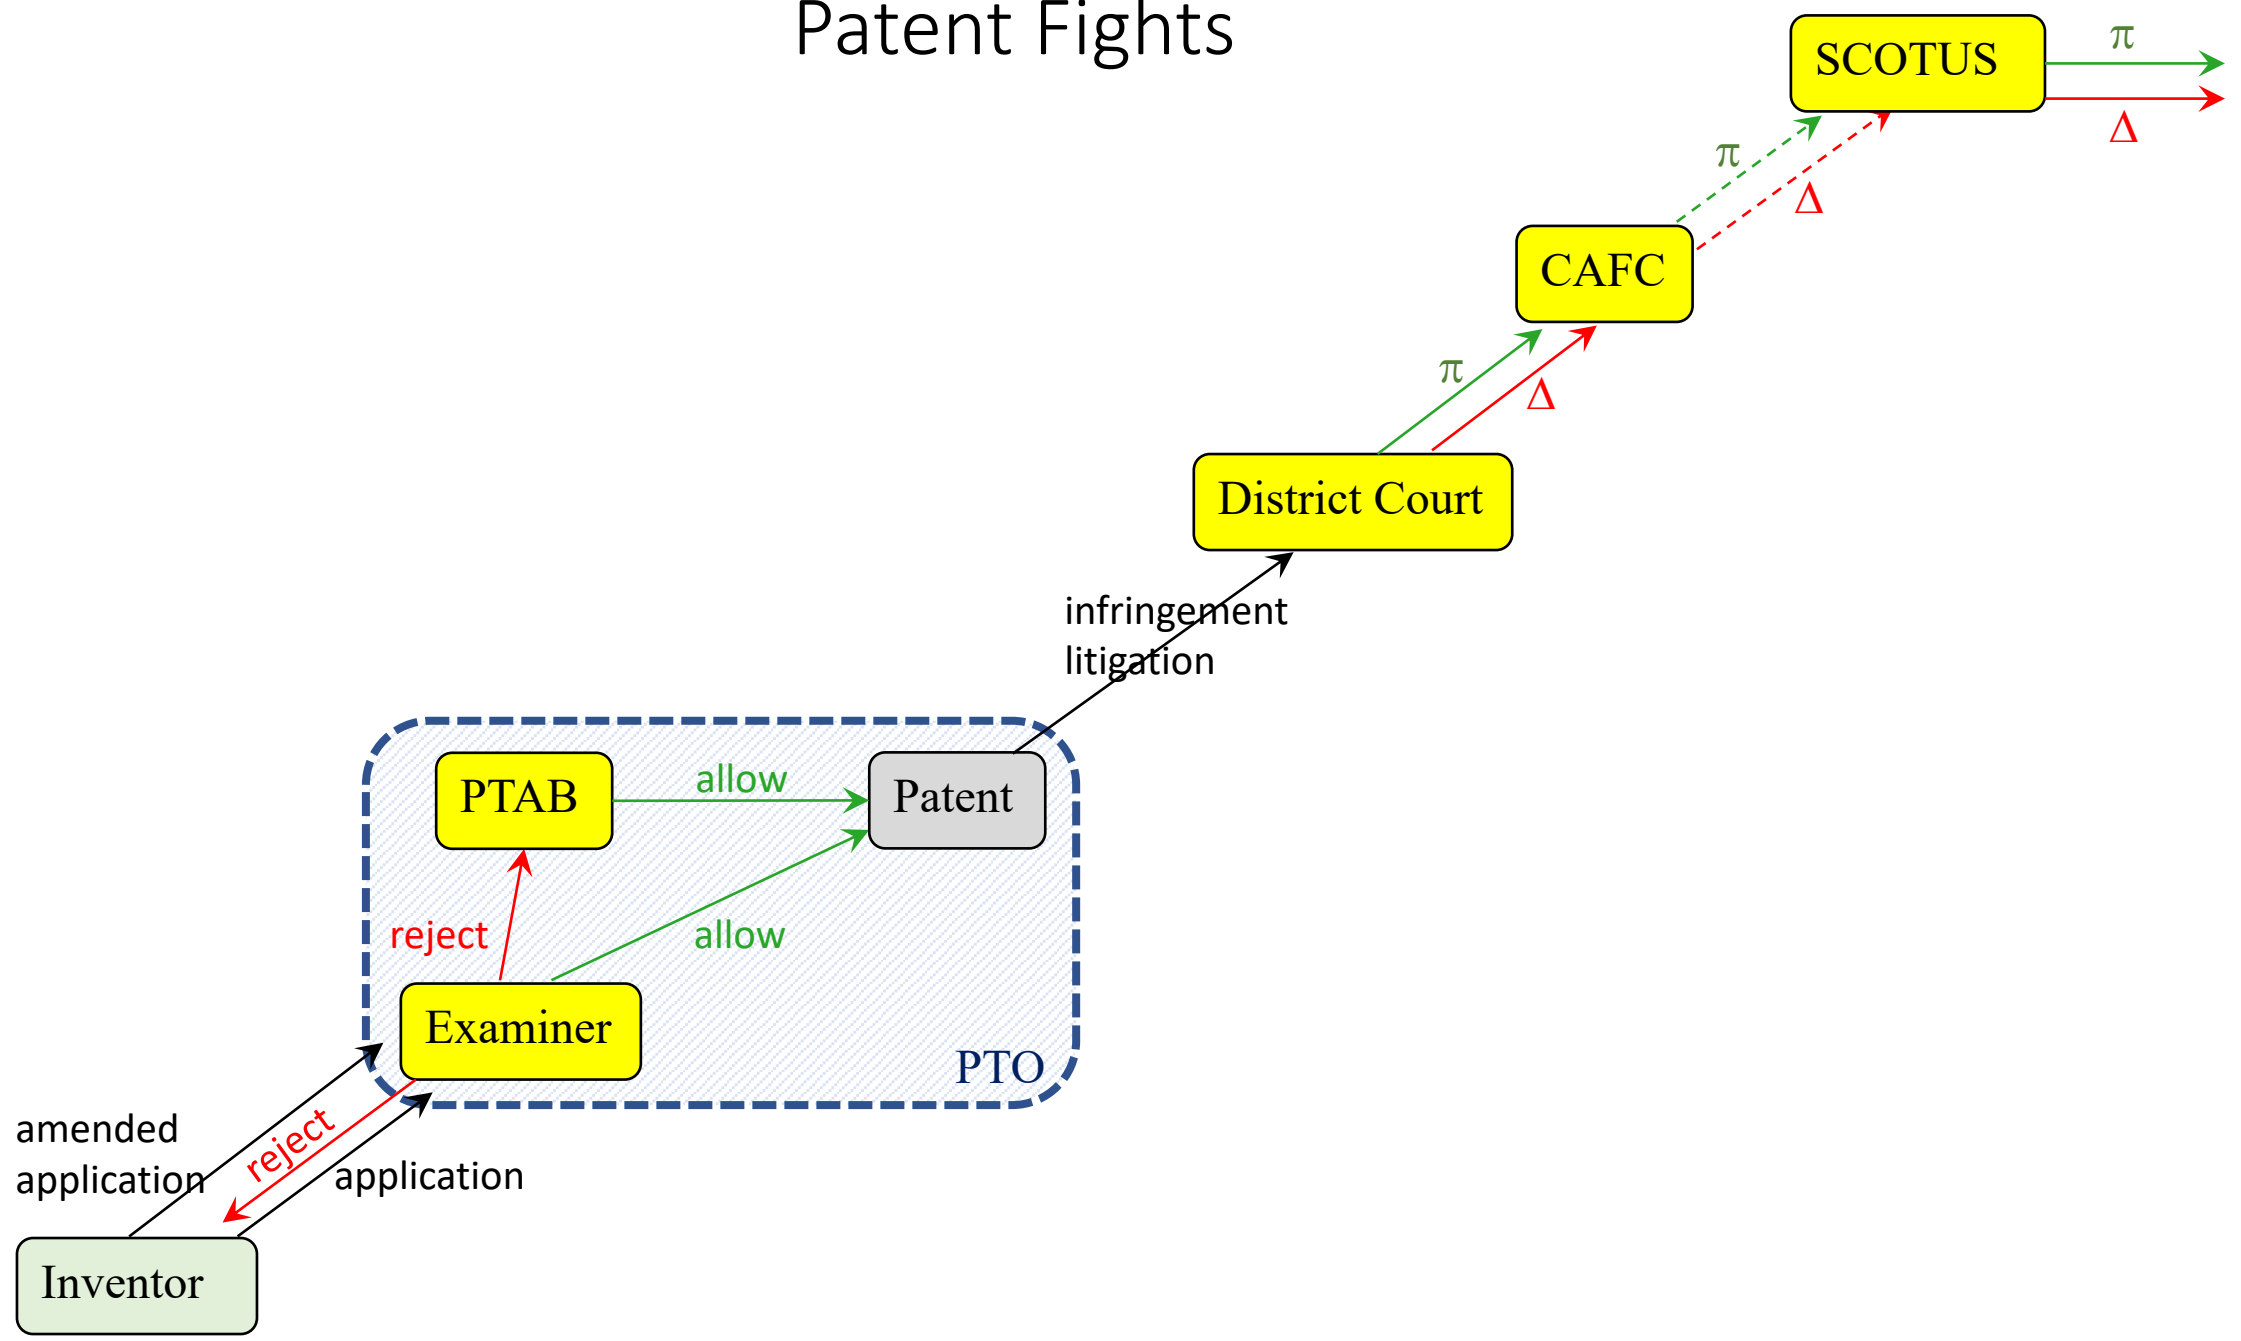 Patent Fights
SCOTUS
π
Δ
π
Δ
CAFC
π
Δ
District Court
infringement
litigation
PTAB
allow
Patent
reject
allow
Examiner
PTO
amended
application
reject
application
Inventor